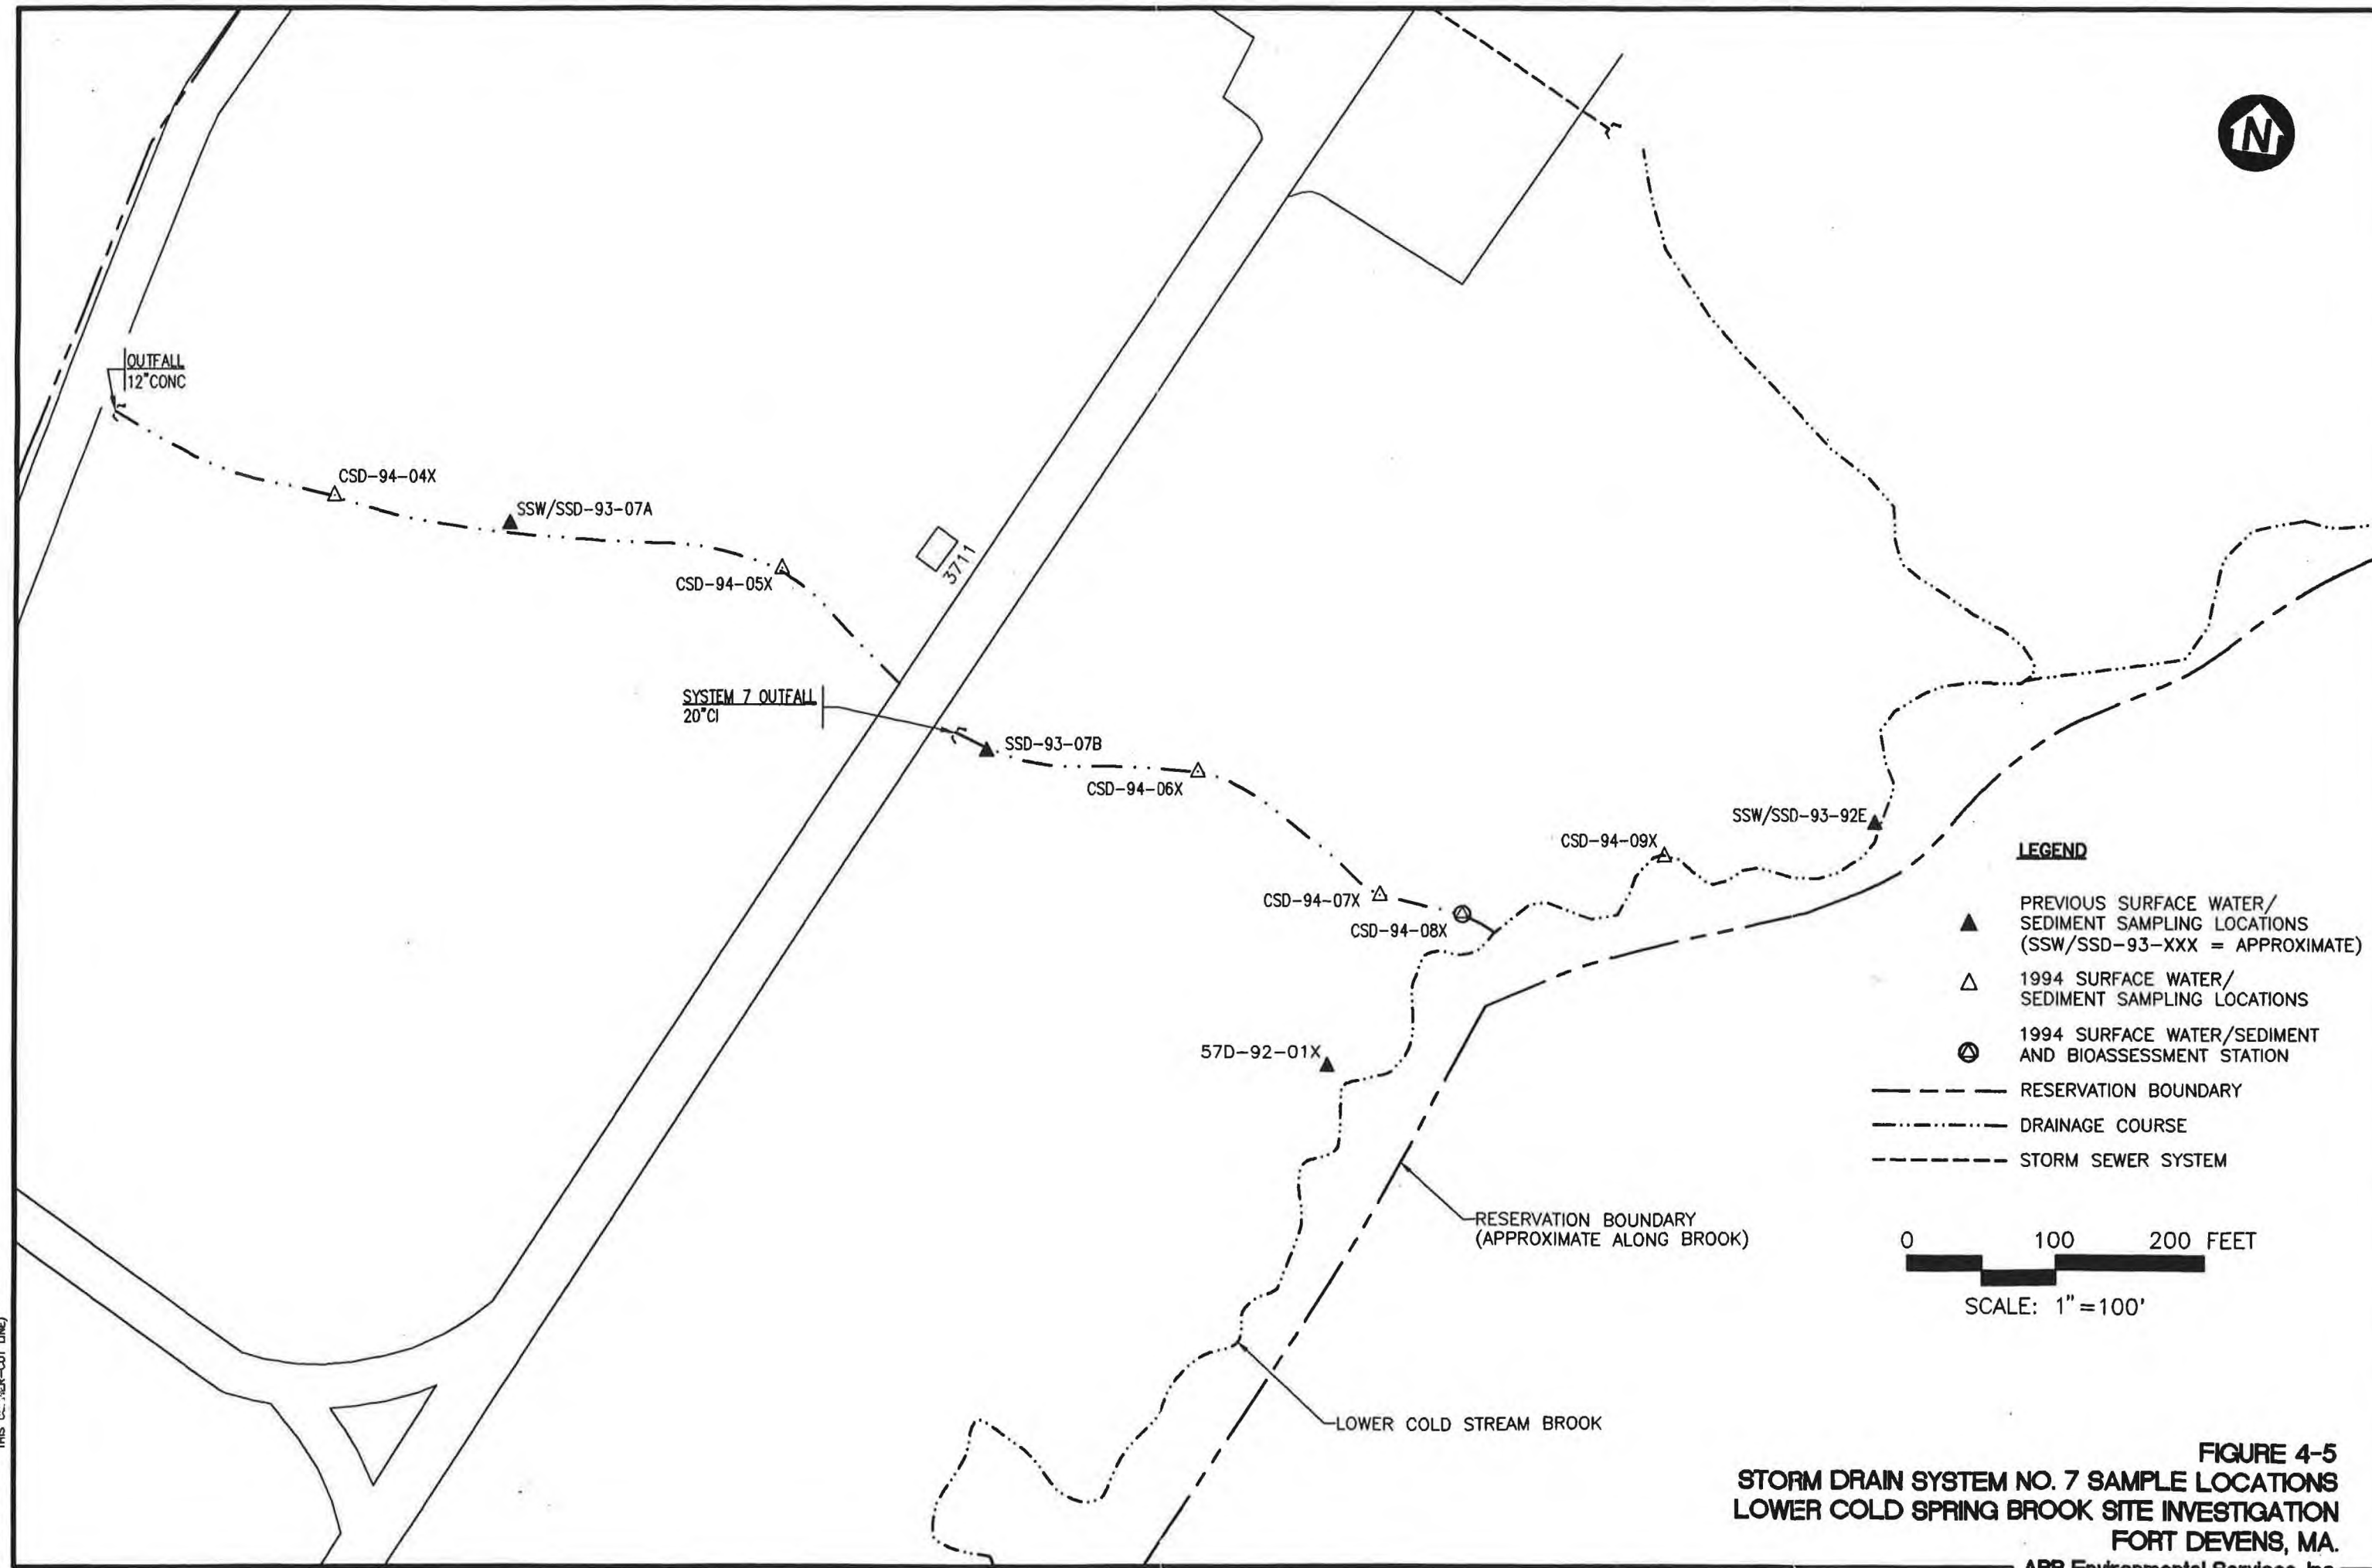 N
OUTFALL
12"CONC
CSD-94-04X
SSW/SSD-93-07A
CSD-94-05X
3711
SYSTEM 7 OUTFALL
20"CI
SSD-93-07B
CSD-94-06X
SSW/SSD-93-92E
CSD-94-09X
CSD-94-07X
CSD-94-08X
57D-92-01X
LEGEND
PREVIOUS SURFACE WATER/
SEDIMENT SAMPLING LOCATIONS
(SSW/SSD-93-XXX = APPROXIMATE)
1994 SURFACE WATER/
SEDIMENT SAMPLING LOCATIONS
1994 SURFACE WATER/SEDIMENT
AND BIOASSESSMENT STATION
RESERVATION BOUNDARY
DRAINAGE COURSE
STORM SEWER SYSTEM
RESERVATION BOUNDARY
(APPROXIMATE ALONG BROOK)
0 100 200 FEET
SCALE: 1"=100'
LOWER COLD STREAM BROOK
FIGURE 4-5
STORM DRAIN SYSTEM NO. 7 SAMPLE LOCATIONS
LOWER COLD SPRING BROOK SITE INVESTIGATION
FORT DEVENS, MA.
ABB Environmental Services, Inc.